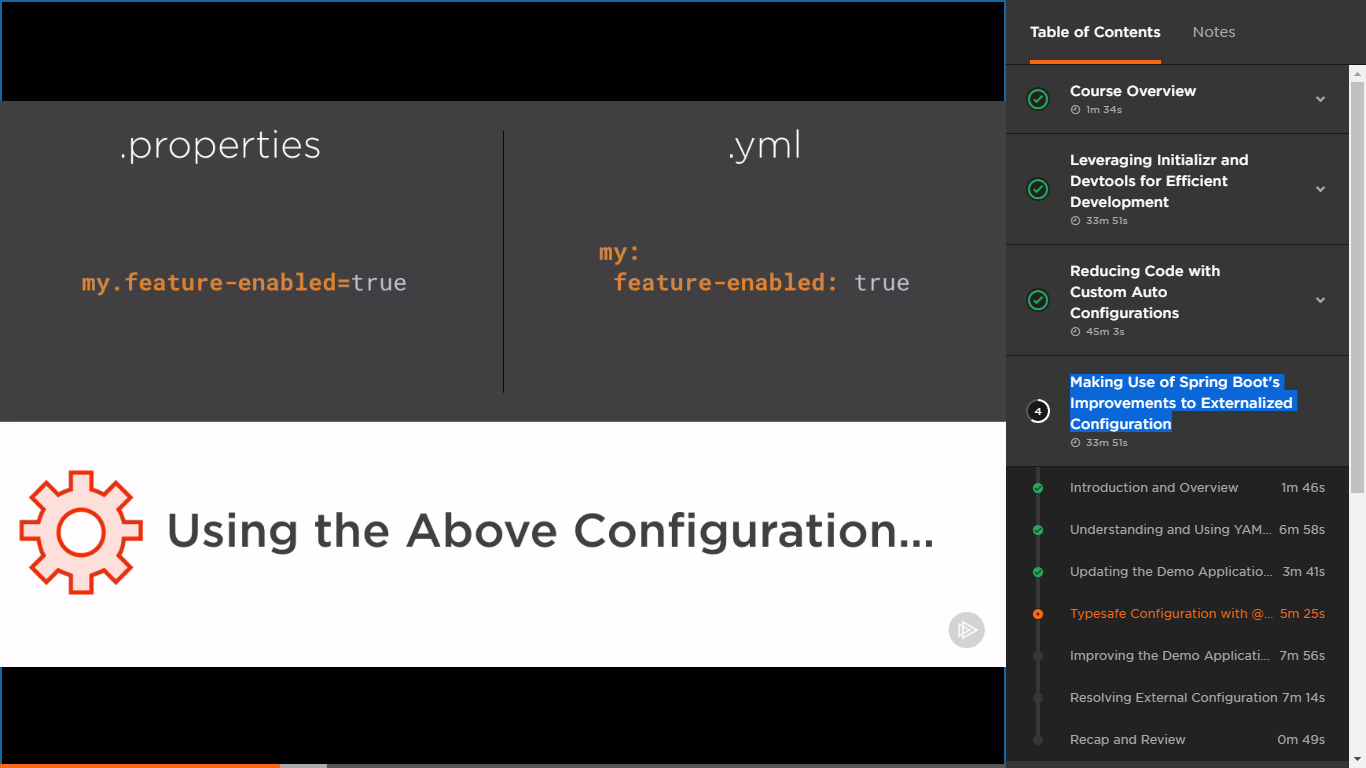 .properties
my.feature-enabled=true
.yml
my:
feature-enabled: true
Using the Above Configuration...
Table of Contents
Notes
Course Overview
1m 34s
Leveraging Initializr and
Devtools for Efficient
Development
33m 51s
Reducing Code with
Custom Auto
Configurations
45m 3s
4
Making Use of Spring Boot's
Improvements to Externalized
Configuration
33m 51s
Introduction and Overview 1m 46s
Understanding and Using YAM... 6m 58s
Updating the Demo Applicatio... 3m 41s
Typesafe Configuration with @... 5m 25s
Improving the Demo Applicati... 7m 56s
Resolving External Configuration 7m 14s
Recap and Review 0m 49s